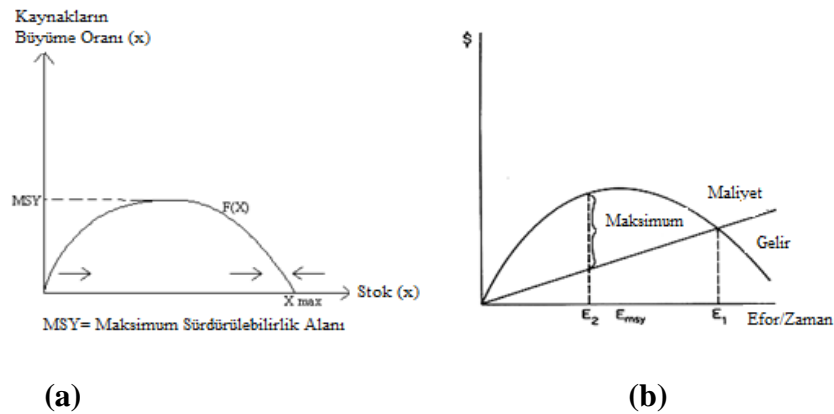 Kaynakların
Büyüme Oranı (x)
MSY
F(X)
X max
Stok (x)
MSY= Maksimum Sürdürülebilirlik Alanı
(a)
$
Maliyet
Maksimum
Gelir
E2
Emsy
E1
Efor/Zaman
(b)